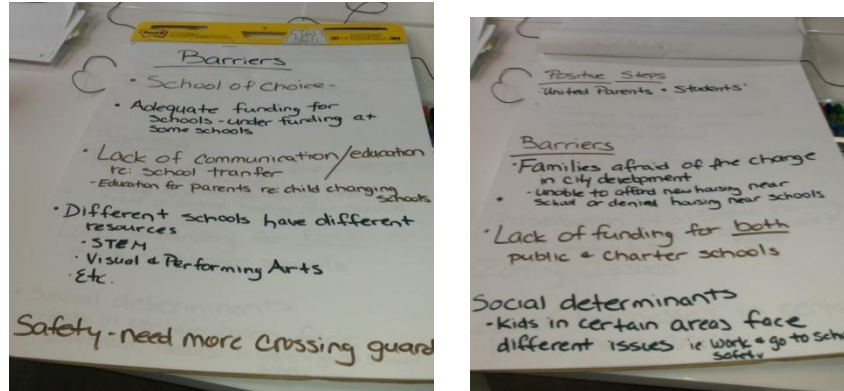 Post-it
Barriers
• School of Choice -
• Adequate funding for
schools - under funding at
some schools
• Lack of communication/education
re: school tranfer
- Education for parents re: child changing
schools
• Different schools have different
resources
• STEM
• Visual & Performing Arts
• Etc.
Safety - need more crossing guard
Positive Steps
• United Parents & Students
Barriers
• Families afraid of the change
in city development
- unable to afford new housing near
school or denied housing near schools
• Lack of funding for both
public & charter schools
Social determinants
- kids in certain areas face
different issues ie work & go to sch
safety